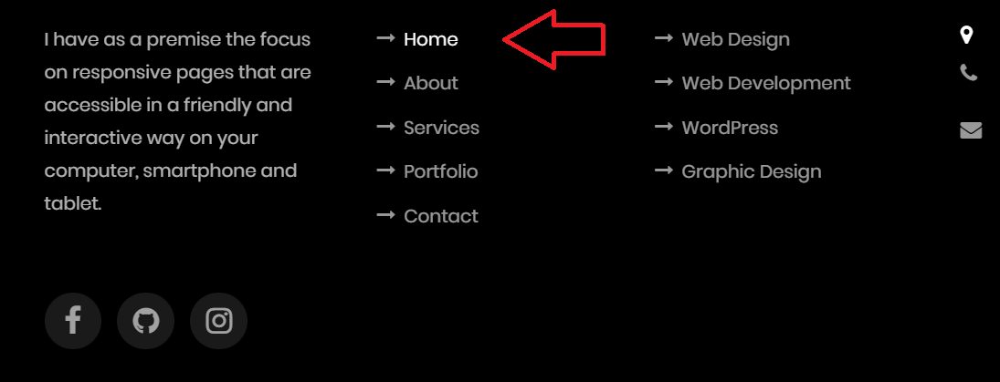 I have as a premise the focus
on responsive pages that are
accessible in a friendly and
interactive way on your
computer, smartphone and
tablet.
Home
About
Services
Portfolio
Contact
Web Design
Web Development
WordPress
Graphic Design